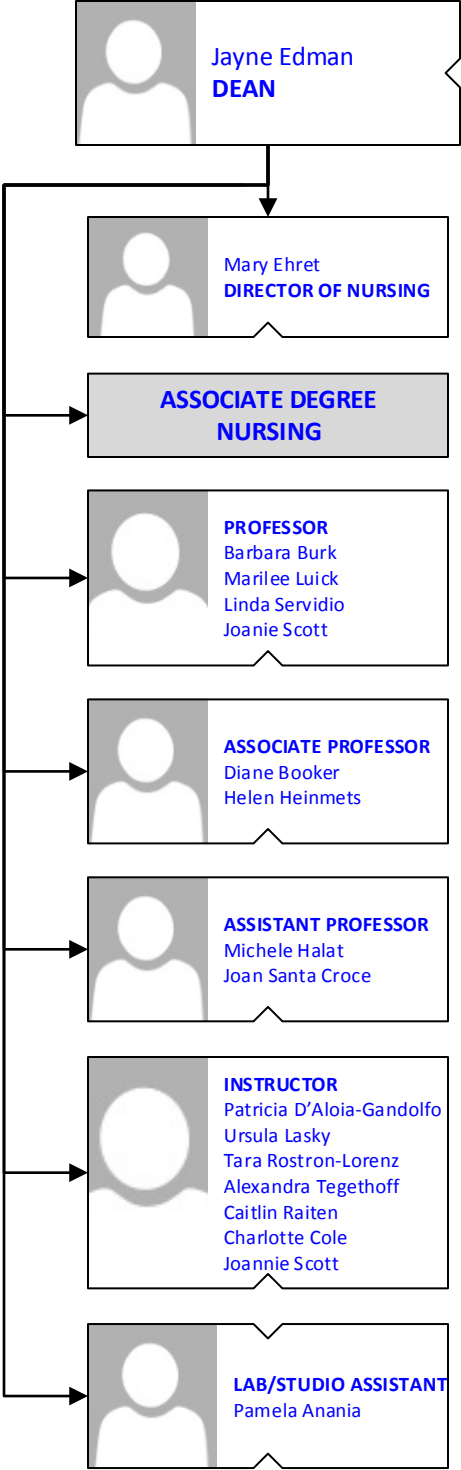 Jayne Edman
DEAN
Mary Ehret
DIRECTOR OF NURSING
ASSOCIATE DEGREE
NURSING
PROFESSOR
Barbara Burk
Marilee Luick
Linda Servidio
Joanie Scott
ASSOCIATE PROFESSOR
Diane Booker
Helen Heinmets
ASSISTANT PROFESSOR
Michele Halat
Joan Santa Croce
INSTRUCTOR
Patricia D’Aloia-Gandolfo
Ursula Lasky
Tara Rostron-Lorenz
Alexandra Tegethoff
Caitlin Raiten
Charlotte Cole
Joannie Scott
LAB/STUDIO ASSISTANT
Pamela Anania